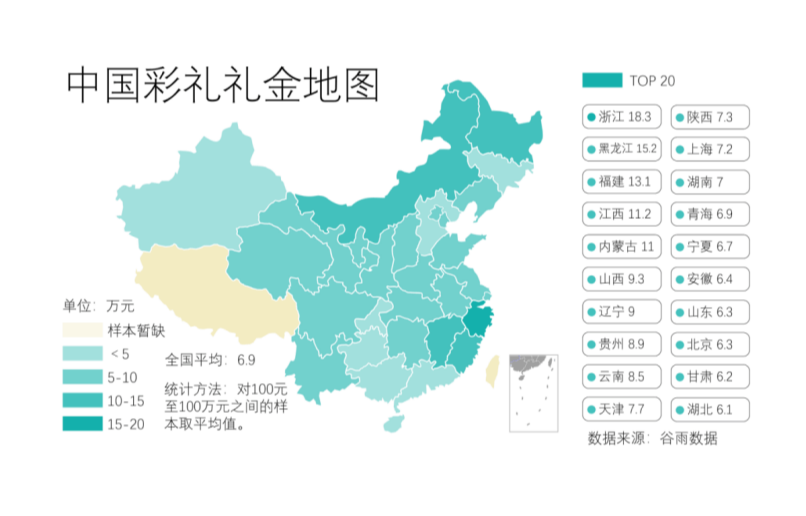 中国彩礼礼金地图
TOP 20
浙江 18.3
陕西 7.3
黑龙江 15.2
上海 7.2
福建 13.1
湖南 7
江西 11.2
青海 6.9
内蒙古 11
宁夏 6.7
山西 9.3
安徽 6.4
辽宁 9
山东 6.3
贵州 8.9
北京 6.3
云南 8.5
甘肃 6.2
天津 7.7
湖北 6.1
数据来源：谷雨数据
单位：万元
样本暂缺
＜5
5-10
10-15
15-20
全国平均：6.9
统计方法：对100元
至100万元之间的样
本取平均值。